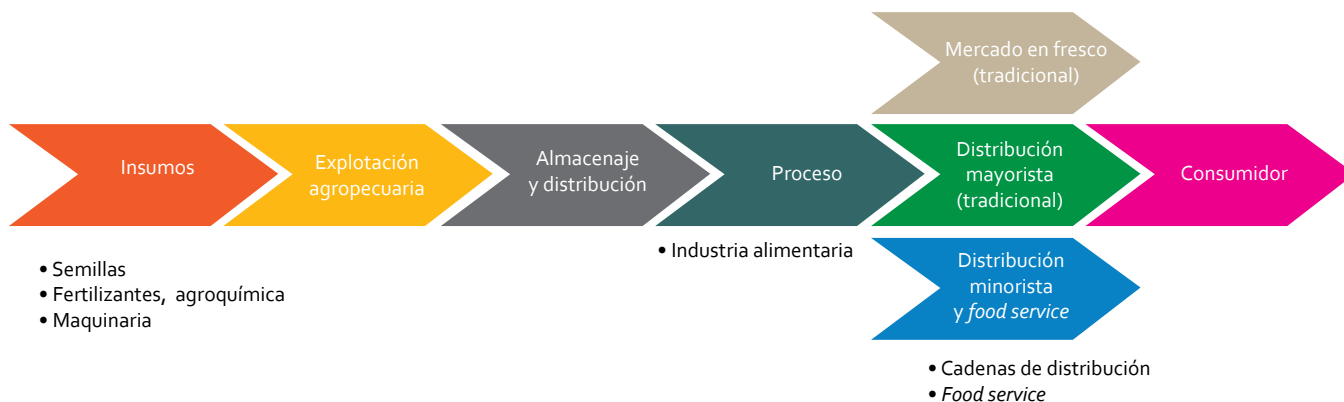 Mercado en fresco
(tradicional)
Insumos
Explotación
agropecuaria
Almacenaje
y distribución
Proceso
Distribución
mayorista
(tradicional)
Consumidor
• Semillas
• Fertilizantes, agroquímica
• Maquinaria
• Industria alimentaria
Distribución
minorista
y food service
• Cadenas de distribución
• Food service